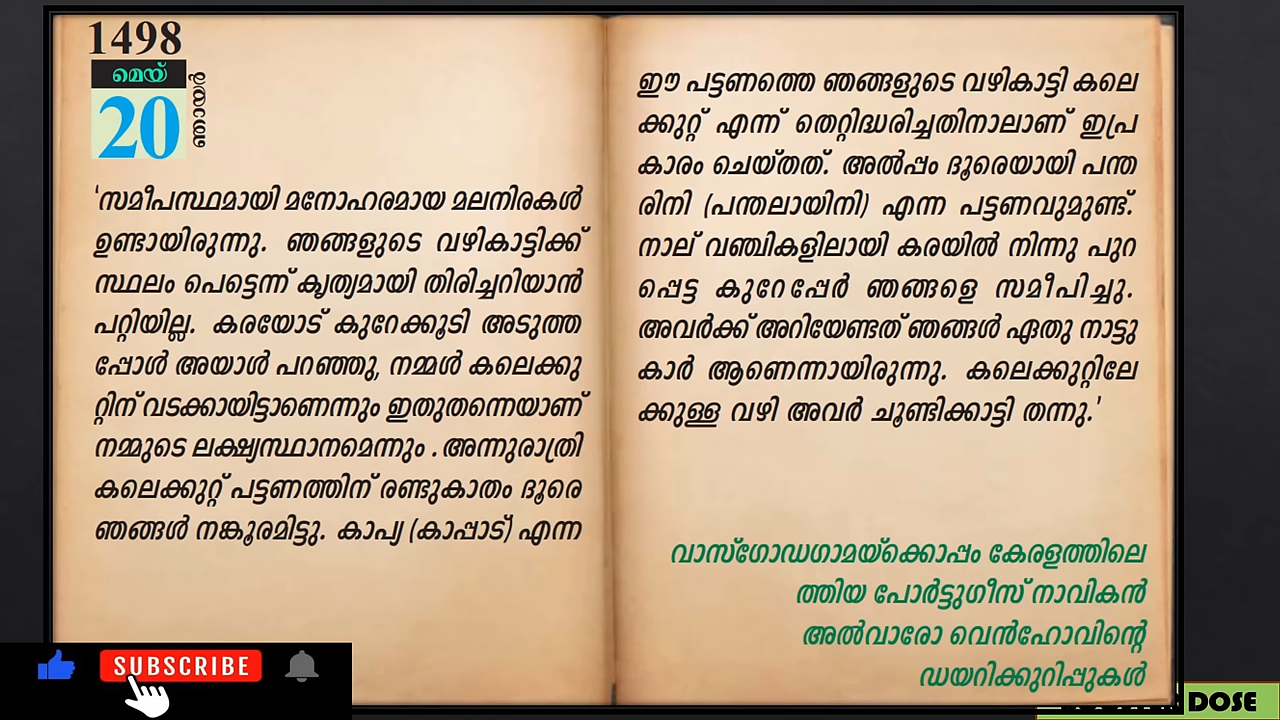 1498
മെയ്
20
ഞായർ
'സമീപസ്ഥമായി മനോഹരമായ മലനിരകൾ
ഉണ്ടായിരുന്നു. ഞങ്ങളുടെ വഴികാട്ടിക്ക്
സ്ഥലം പെട്ടെന്ന് കൃത്യമായി തിരിച്ചറിയാൻ
പറ്റിയില്ല. കരയോട് കുറേക്കൂടി അടുത്ത
പ്പോൾ അയാൾ പറഞ്ഞു, നമ്മൾ കലെക്കു
റ്റിന് വടക്കായിട്ടാണെന്നും ഇതുതന്നെയാണ്
നമ്മുടെ ലക്ഷ്യസ്ഥാനമെന്നും . അന്നുരാത്രി
കലെക്കുറ്റ് പട്ടണത്തിന് രണ്ടുകാതം ദൂരെ
ഞങ്ങൾ നങ്കൂരമിട്ടു. കാപ്യ (കാപ്പാട്) എന്ന
ഈ പട്ടണത്തെ ഞങ്ങളുടെ വഴികാട്ടി കലെ
ക്കുറ്റ് എന്ന് തെറ്റിദ്ധരിച്ചതിനാലാണ് ഇപ്ര
കാരം ചെയ്തത്. അൽപ്പം ദൂരെയായി പന്ത
രിനി (പന്തലായിനി) എന്ന പട്ടണവുമുണ്ട്.
നാല് വഞ്ചികളിലായി കരയിൽ നിന്നു പുറ
പ്പെട്ട കുറേപ്പേർ ഞങ്ങളെ സമീപിച്ചു.
അവർക്ക് അറിയേണ്ടത് ഞങ്ങൾ ഏതു നാട്ടു
കാർ ആണെന്നായിരുന്നു. കലെക്കുറ്റിലേ
ക്കുള്ള വഴി അവർ ചൂണ്ടിക്കാട്ടി തന്നു.'
വാസ്ഗോഡഗാമയ്ക്കൊപ്പം കേരളത്തിലെ
ത്തിയ പോർട്ടുഗീസ് നാവികൻ
അൽവാരോ വെൻഹോവിന്റെ
ഡയറിക്കുറിപ്പുകൾ
SUBSCRIBE
DOSE